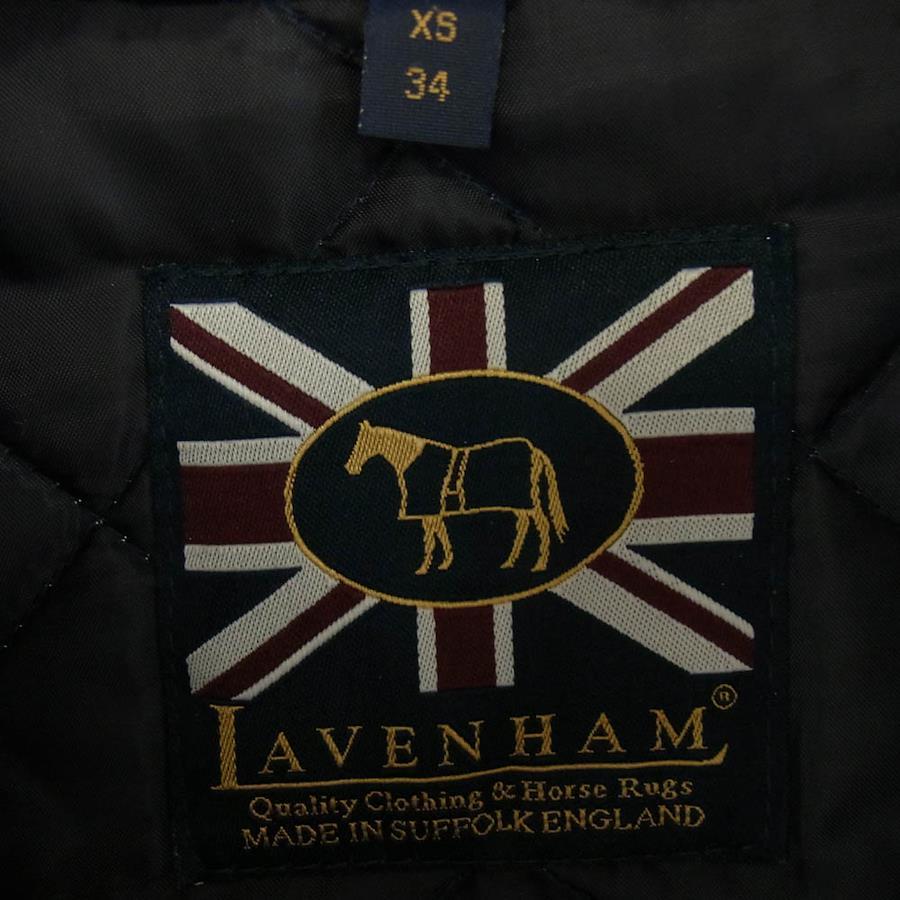 XS
34
LAVENHAM®
Quality Clothing & Horse Rugs
MADE IN SUFFOLK ENGLAND